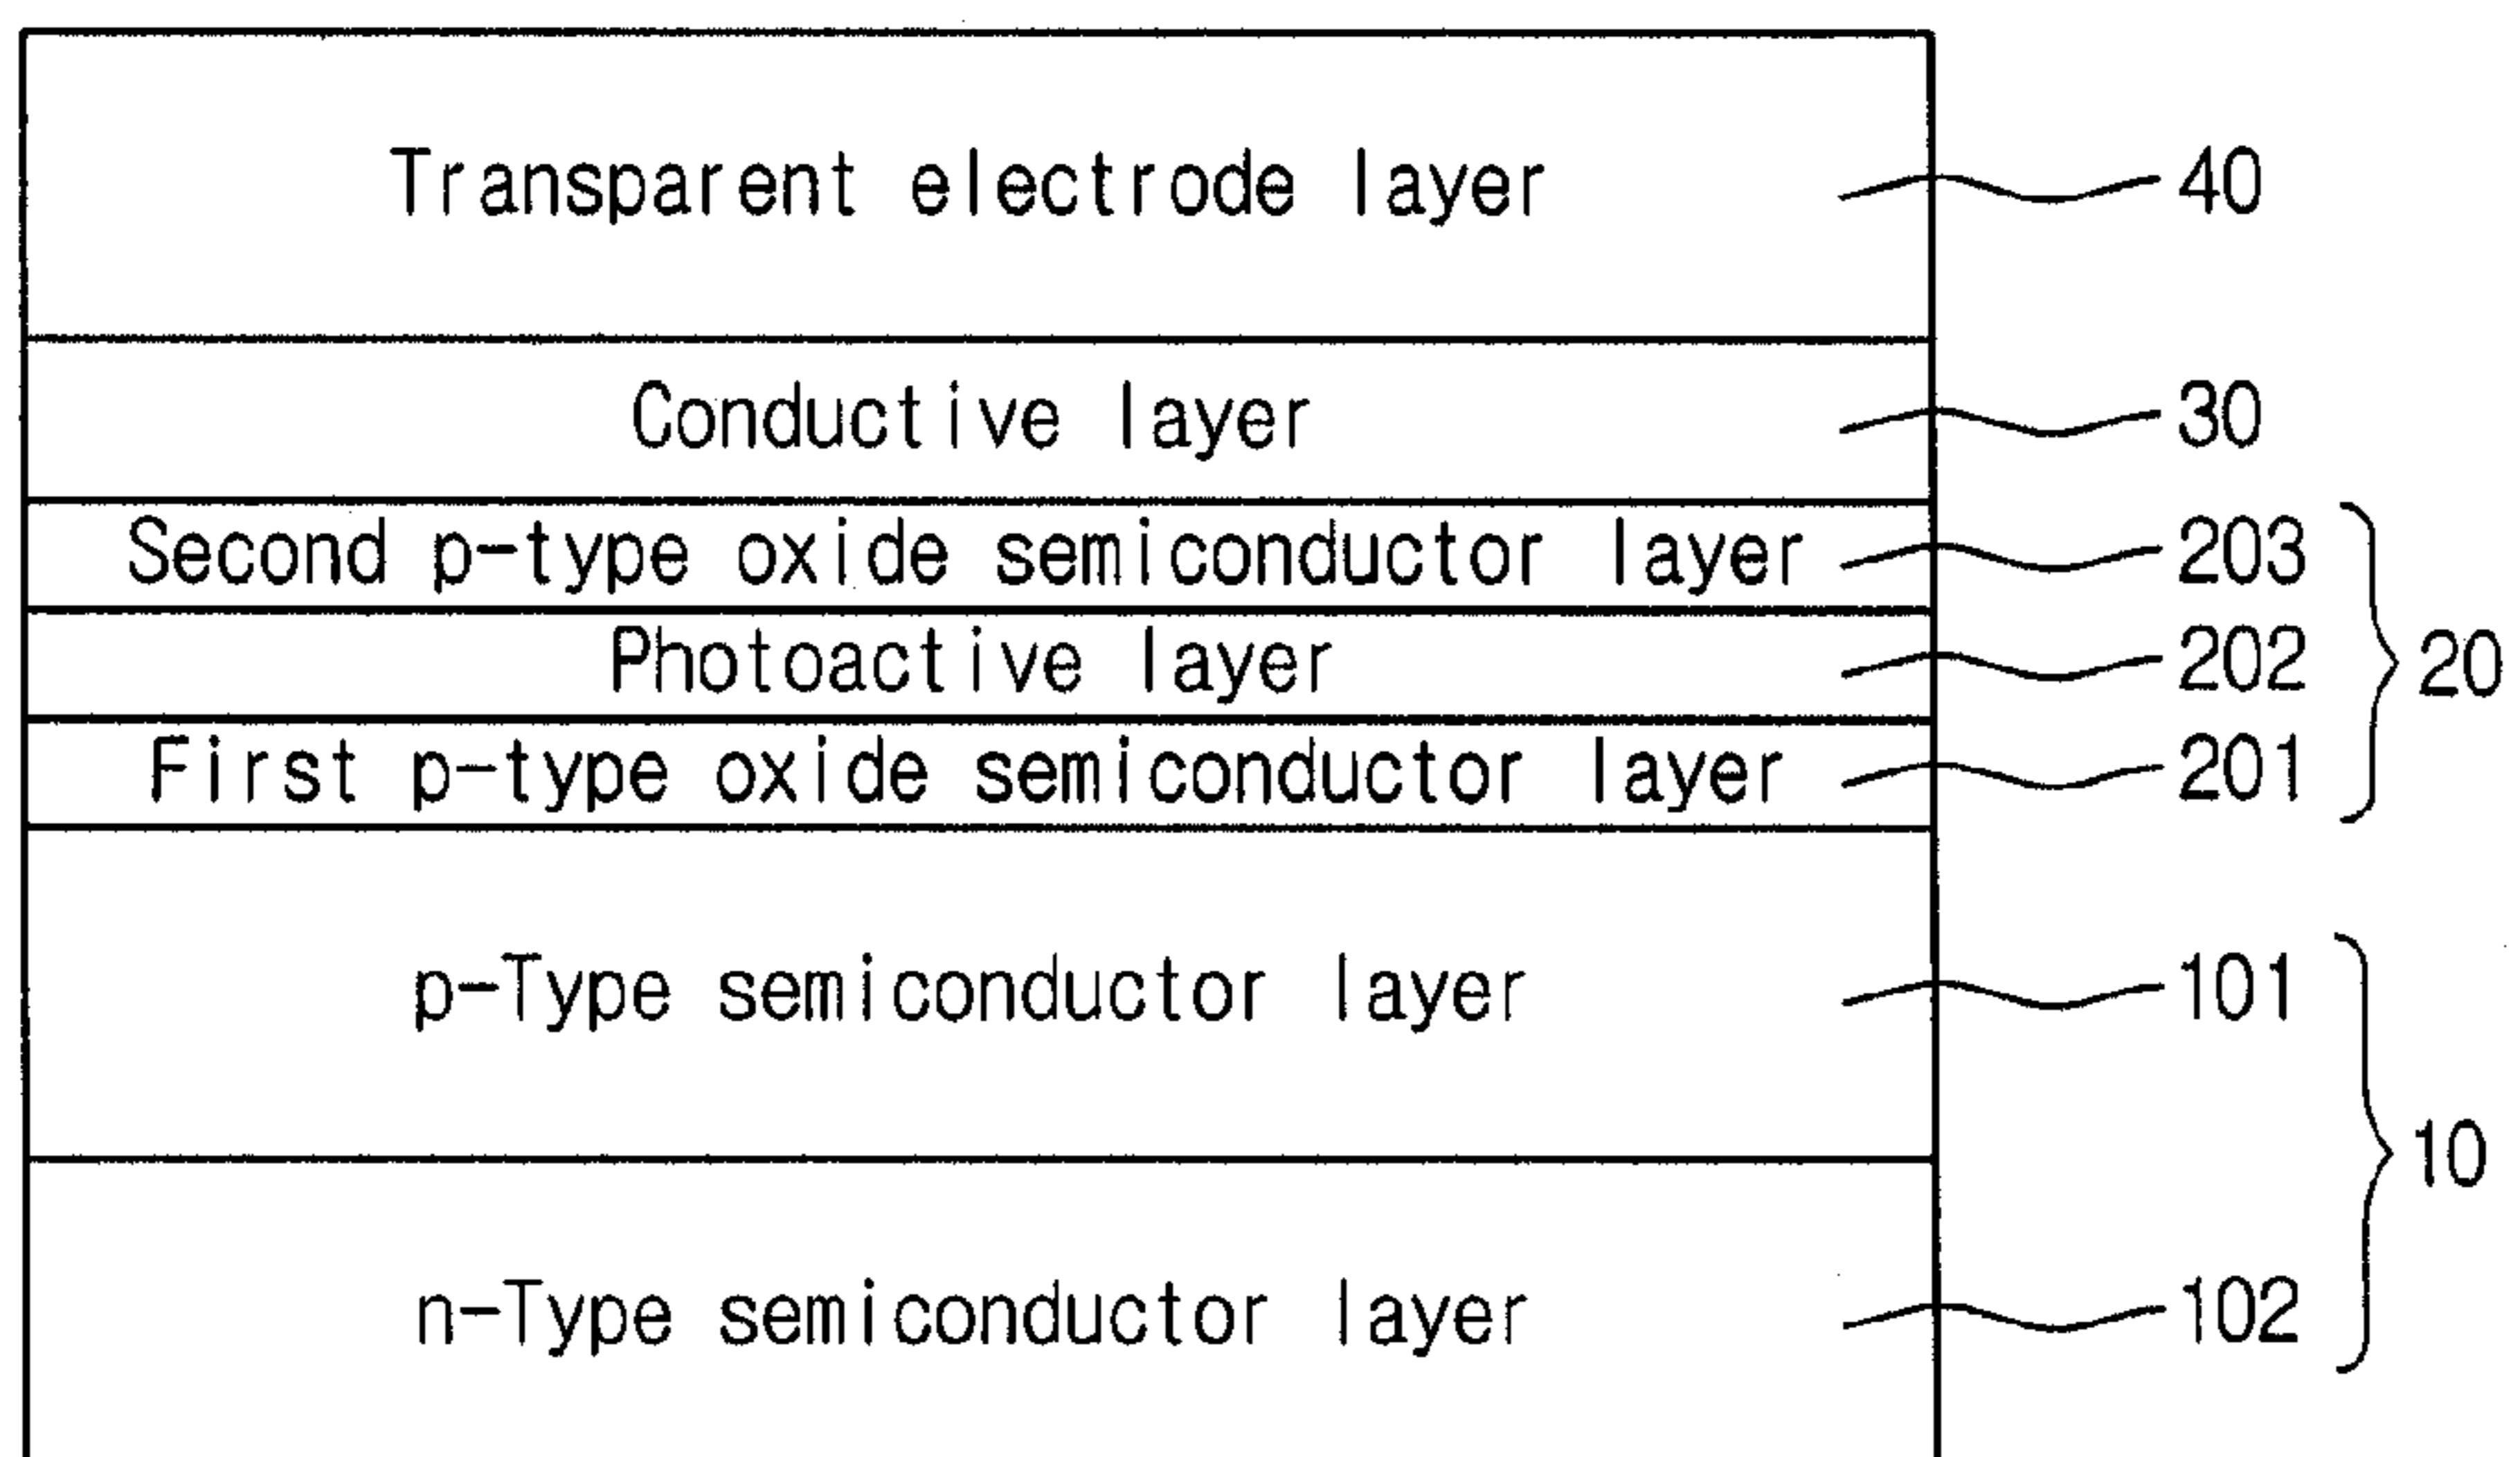 Transparent electrode layer 40
Conductive layer 30
Second p-type oxide semiconductor layer 203
Photoactive layer 202 20
First p-type oxide semiconductor layer 201
p-Type semiconductor layer 101
10
n-Type semiconductor layer 102